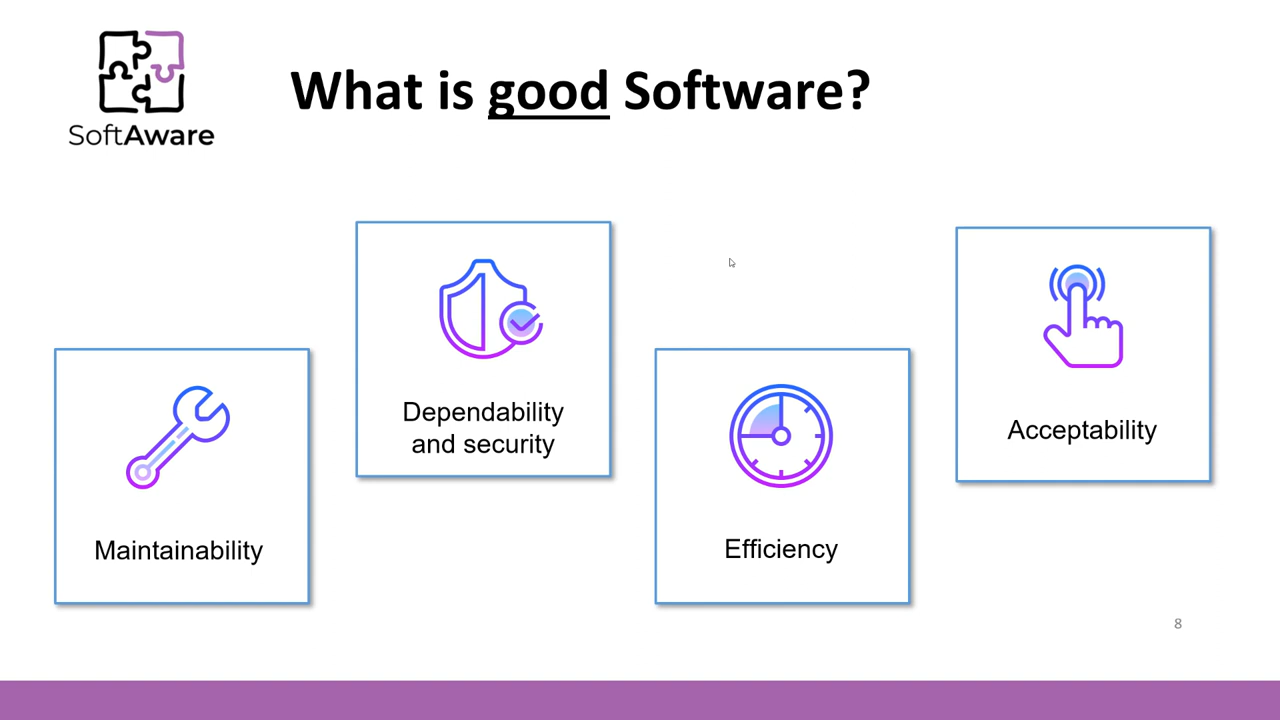 SoftAware
What is good Software?
Maintainability
Dependability
and security
Efficiency
Acceptability
8